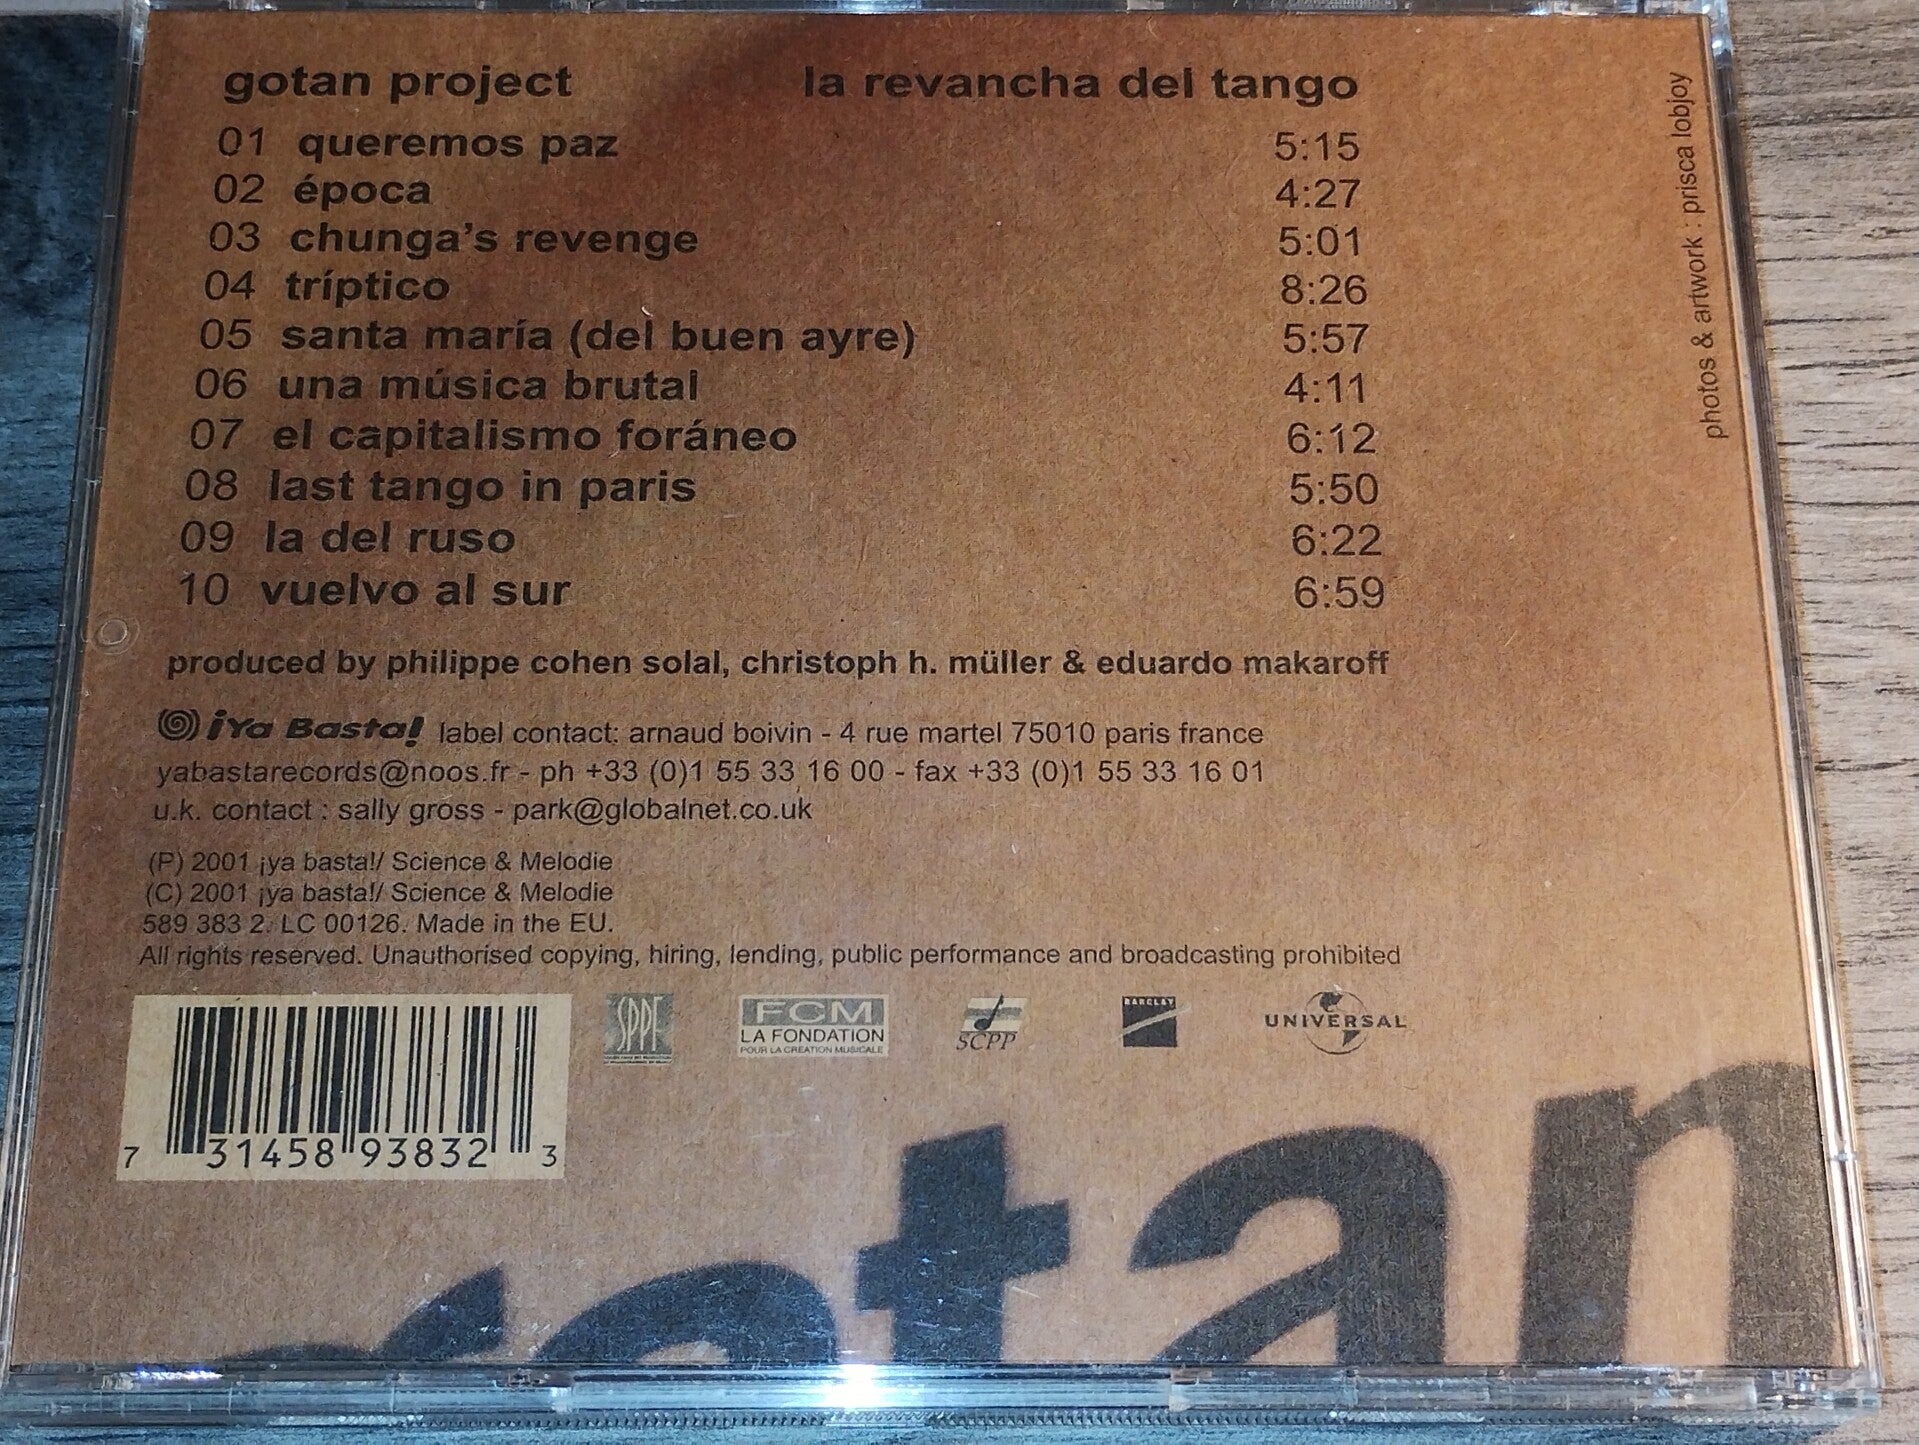 gotan project la revancha del tango
01 queremos paz 5:15
02 época 4:27
03 chunga's revenge 5:01
04 tríptico 8:26
05 santa maría (del buen ayre) 5:57
06 una música brutal 4:11
07 el capitalismo foráneo 6:12
08 last tango in paris 5:50
09 la del ruso 6:22
10 vuelvo al sur 6:59
produced by philippe cohen solal, christoph h. müller & eduardo makaroff
¡Ya Basta! label contact: arnaud boivin - 4 rue martel 75010 paris france
yabastarecords@noos.fr - ph +33 (0)1 55 33 16 00 - fax +33 (0)1 55 33 16 01
u.k. contact : sally gross - park@globalnet.co.uk
(P) 2001 ¡ya basta!/ Science & Melodie
(C) 2001 ¡ya basta!/ Science & Melodie
589 383 2. LC 00126. Made in the EU.
All rights reserved. Unauthorised copying, hiring, lending, public performance and broadcasting prohibited
7 31458 93832 3
SPPF
FCM
LA FONDATION
POUR LA CREATION MUSICALE
SCPP
BARCLAY
UNIVERSAL
photos & artwork : prisca lobjoy
gotan